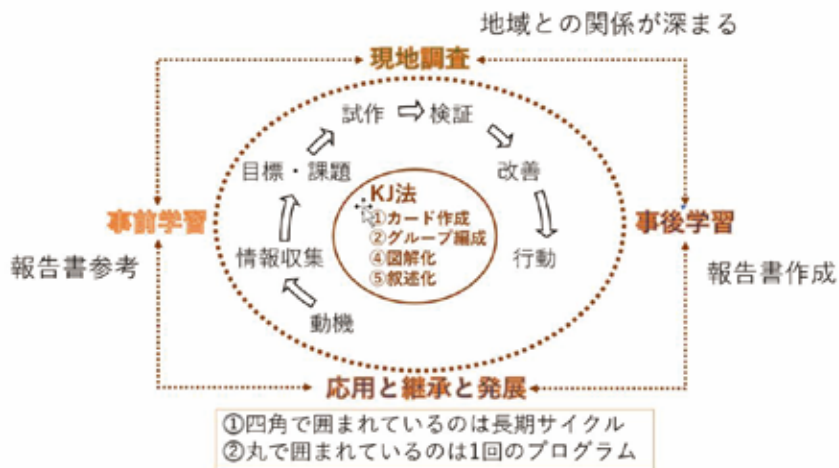 地域との関係が深まる
現地調査
試作
検証
目標・課題
改善
KJ法
①カード作成
②グループ編成
④図解化
⑤叙述化
事前学習
事後学習
情報収集
行動
報告書参考
報告書作成
動機
応用と継承と発展
①四角で囲まれているのは長期サイクル
②丸で囲まれているのは1回のプログラム